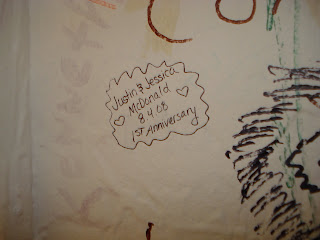 Justin & Jessica
McDonald
8 4 08
1st Anniversary